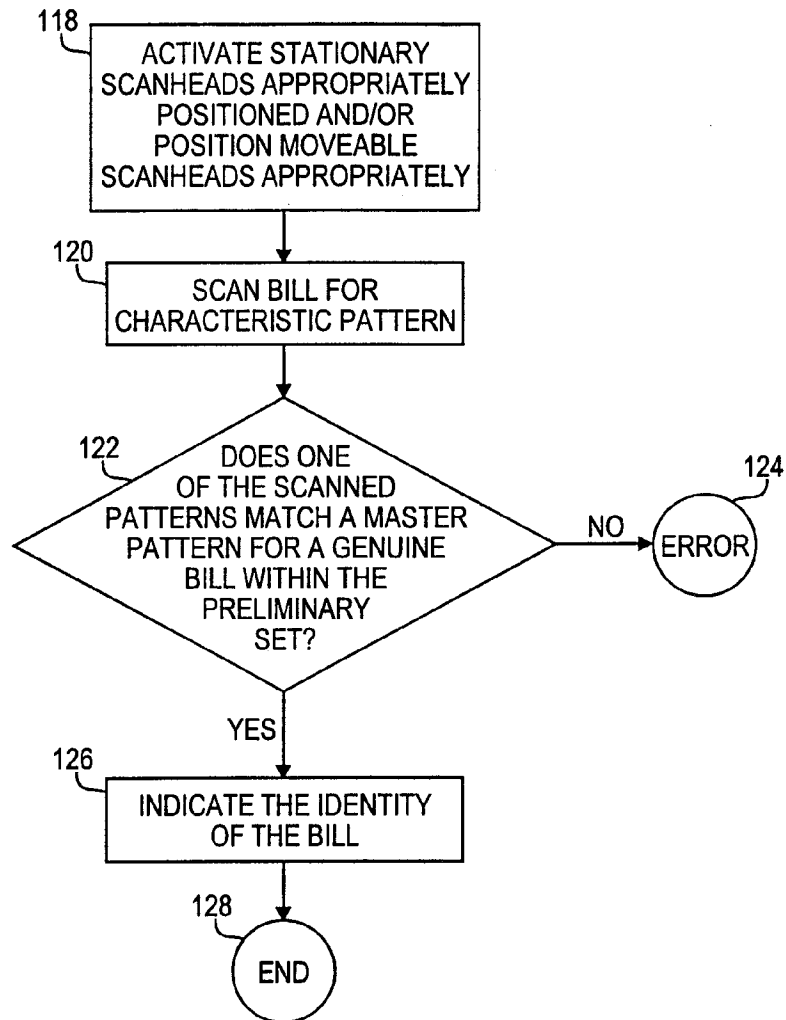 118
ACTIVATE STATIONARY
SCANHEADS APPROPRIATELY
POSITIONED AND/OR
POSITION MOVEABLE
SCANHEADS APPROPRIATELY
120
SCAN BILL FOR
CHARACTERISTIC PATTERN
122
DOES ONE
OF THE SCANNED
PATTERNS MATCH A MASTER
PATTERN FOR A GENUINE
BILL WITHIN THE
PRELIMINARY
SET?
NO
124
ERROR
YES
126
INDICATE THE IDENTITY
OF THE BILL
128
END